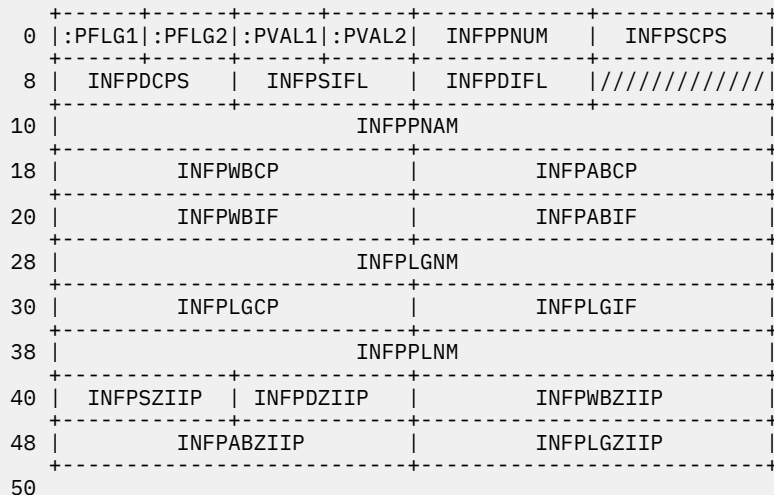 +------+------+------+------+-------------+-------------+
0 |:PFLG1|:PFLG2|:PVAL1|:PVAL2| INFPPNUM | INFPSCPS |
+------+------+------+------+-------------+-------------+
8 | INFPDCPS | INFPSIFL | INFPDIFL |/////////////|
+-------------+-------------+-------------+-------------+
10 | INFPPNAM |
+---------------------------+---------------------------+
18 | INFPWBCP | INFPABCP |
+---------------------------+---------------------------+
20 | INFPWBIF | INFPABIF |
+---------------------------+---------------------------+
28 | INFPLGNM |
+---------------------------+---------------------------+
30 | INFPLGCP | INFPLGIF |
+---------------------------+---------------------------+
38 | INFPPLNM |
+-------------+-------------+---------------------------+
40 | INFPSZIIP | INFPDZIIP | INFPWBZIIP |
+-------------+-------------+---------------------------+
48 | INFPABZIIP | INFPLGZIIP |
+---------------------------+---------------------------+
50